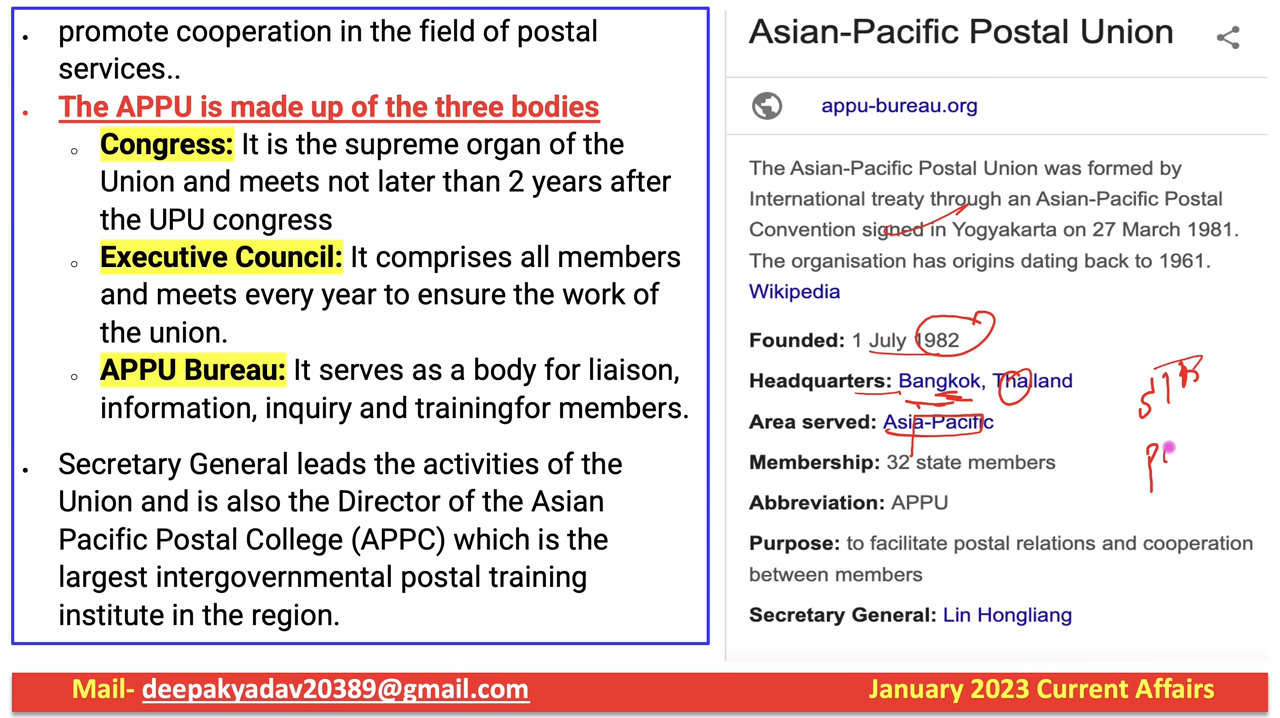 promote cooperation in the field of postal
services..
The APPU is made up of the three bodies
Congress: It is the supreme organ of the
Union and meets not later than 2 years after
the UPU congress
Executive Council: It comprises all members
and meets every year to ensure the work of
the union.
APPU Bureau: It serves as a body for liaison,
information, inquiry and trainingfor members.
Secretary General leads the activities of the
Union and is also the Director of the Asian
Pacific Postal College (APPC) which is the
largest intergovernmental postal training
institute in the region.
Asian-Pacific Postal Union
appu-bureau.org
The Asian-Pacific Postal Union was formed by
International treaty through an Asian-Pacific Postal
Convention signed in Yogyakarta on 27 March 1981.
The organisation has origins dating back to 1961.
Wikipedia
Founded: 1 July 1982
Headquarters: Bangkok, Thailand
Area served: Asia-Pacific
Membership: 32 state members
Abbreviation: APPU
Purpose: to facilitate postal relations and cooperation
between members
Secretary General: Lin Hongliang
Mail- deepakyadav20389@gmail.com
January 2023 Current Affairs